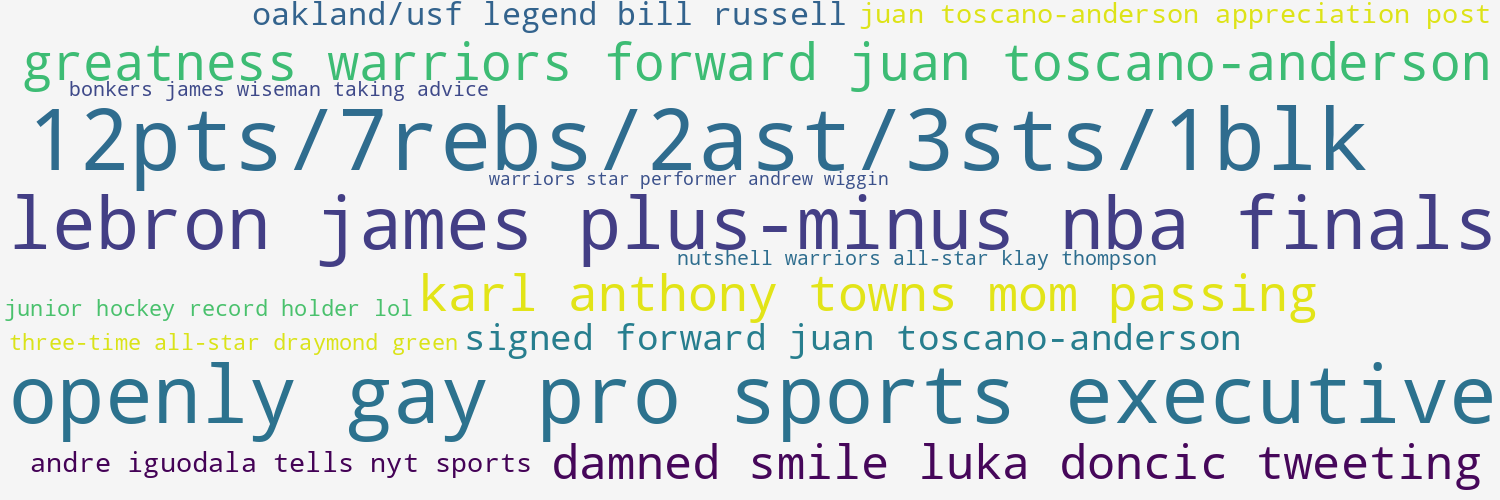 oakland/usf legend bill russell
juan toscano-anderson appreciation post
greatness warriors forward juan toscano-anderson
bonkers james wiseman taking advice
12pts/7rebs/2ast/3sts/1blk
warriors star performer andrew wiggin
lebron james plus-minus nba finals
nutshell warriors all-star klay thompson
karl anthony towns mom passing
junior hockey record holder lol
signed forward juan toscano-anderson
three-time all-star draymond green
openly gay pro sports executive
andre iguodala tells nyt sports
damned smile luka doncic tweeting